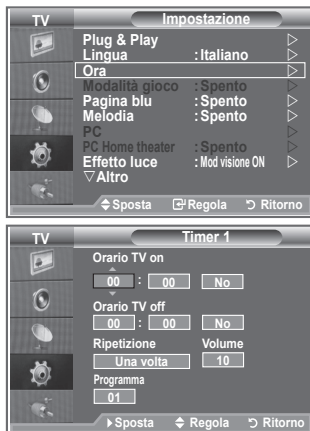 TV Impostazione
Plug & Play
Lingua : Italiano
Ora
Modalità gioco : Spento
Pagina blu : Spento
Melodia : Spento
PC
PC Home theater : Spento
Effetto luce : Mod visione ON
▽Altro
Sposta Regola Ritorno
TV Timer 1
Orario TV on
00 : 00 No
Orario TV off
00 : 00 No
Ripetizione Volume
Una volta 10
Programma
01
Sposta Regola Ritorno